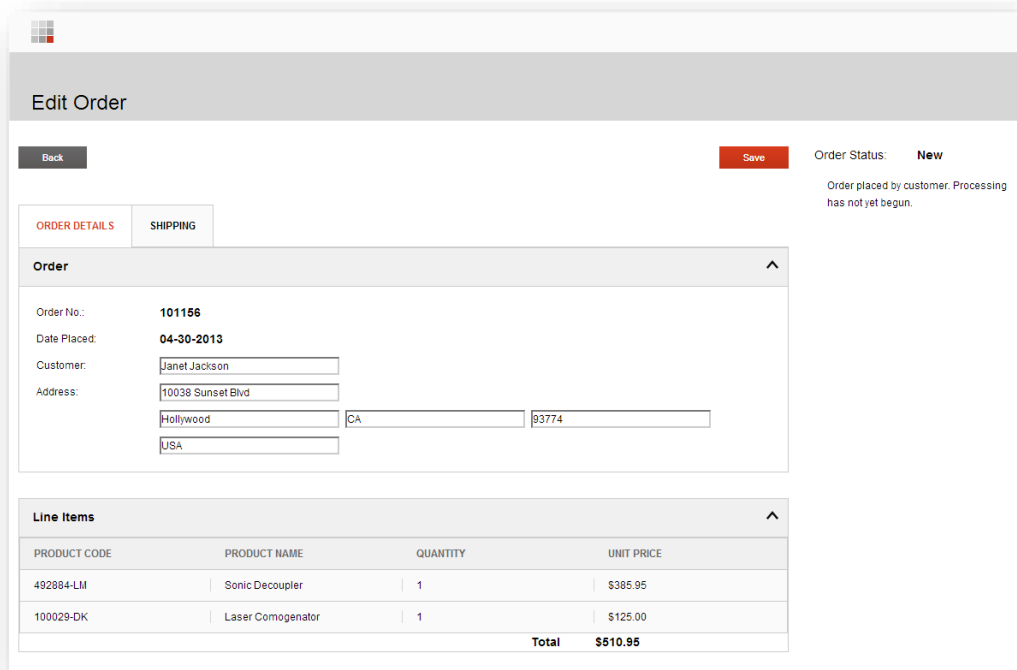 Edit Order
Back
Save
Order Status: New
Order placed by customer. Processing
has not yet begun.
ORDER DETAILS SHIPPING
Order
Order No.: 101156
Date Placed: 04-30-2013
Customer: Janet Jackson
Address: 10038 Sunset Blvd
Hollywood CA 93774
USA
Line Items
PRODUCT CODE PRODUCT NAME QUANTITY UNIT PRICE
492884-LM Sonic Decoupler 1 $385.95
100029-DK Laser Comogenator 1 $125.00
Total $510.95